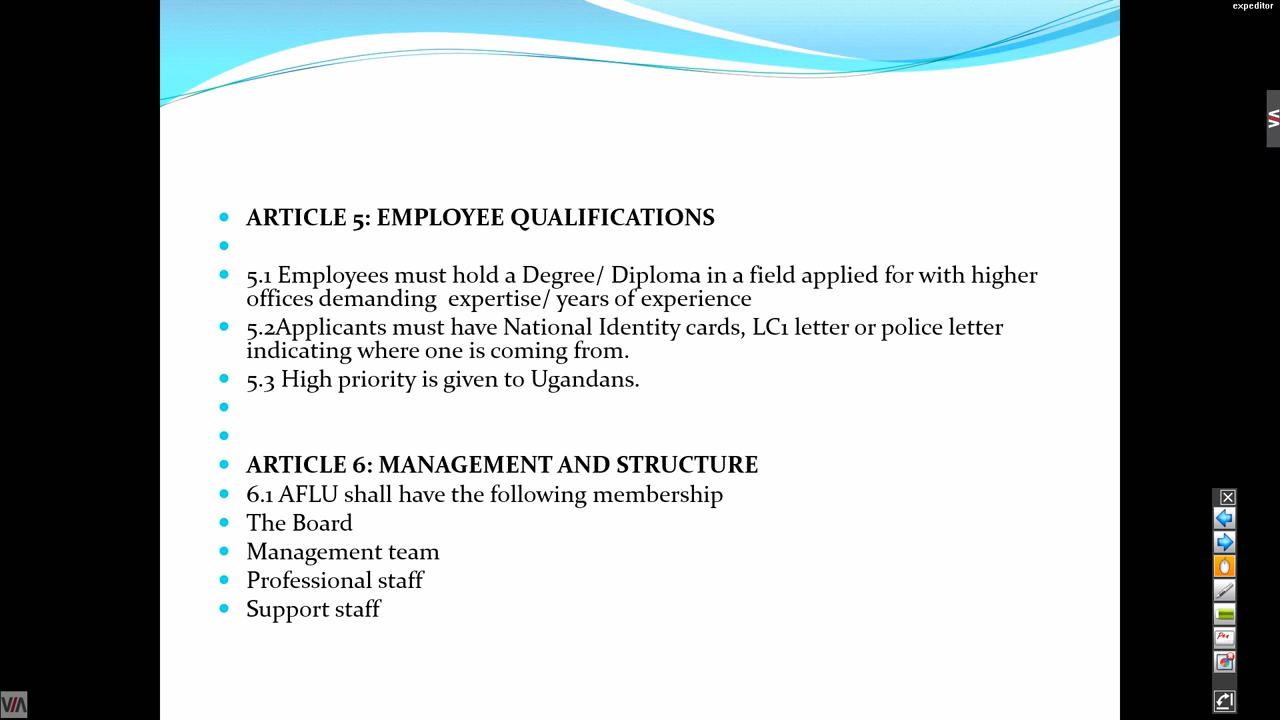 expeditor
ARTICLE 5: EMPLOYEE QUALIFICATIONS
5.1 Employees must hold a Degree/ Diploma in a field applied for with higher
offices demanding expertise/ years of experience
5.2Applicants must have National Identity cards, LC1 letter or police letter
indicating where one is coming from.
5.3 High priority is given to Ugandans.
ARTICLE 6: MANAGEMENT AND STRUCTURE
6.1 AFLU shall have the following membership
The Board
Management team
Professional staff
Support staff
VIA
VIA